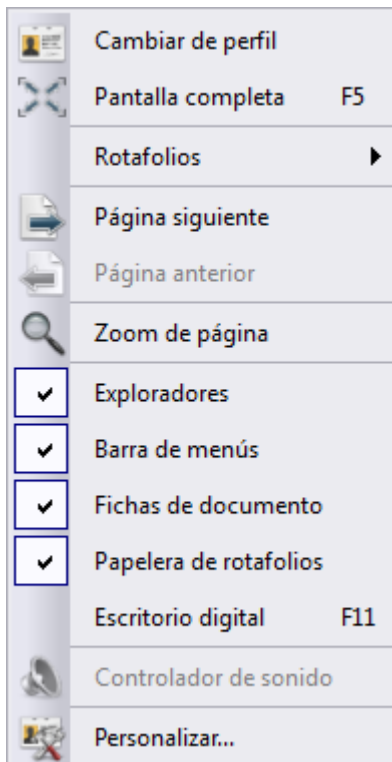 Cambiar de perfil
Pantalla completa F5
Rotafolios
Página siguiente
Página anterior
Zoom de página
Exploradores
Barra de menús
Fichas de documento
Papelera de rotafolios
Escritorio digital F11
Controlador de sonido
Personalizar...